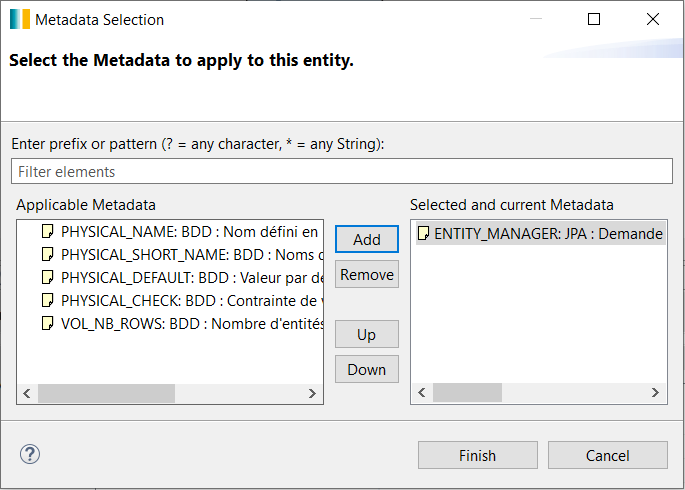 Metadata Selection
Select the Metadata to apply to this entity.
Enter prefix or pattern (? = any character, * = any String):
Filter elements
Applicable Metadata
PHYSICAL_NAME: BDD : Nom défini en
PHYSICAL_SHORT_NAME: BDD : Noms
PHYSICAL_DEFAULT: BDD : Valeur par dé
PHYSICAL_CHECK: BDD : Contrainte de
VOL_NB_ROWS: BDD : Nombre d'entités
Add
Remove
Up
Down
Selected and current Metadata
ENTITY_MANAGER: JPA : Demande
Finish
Cancel